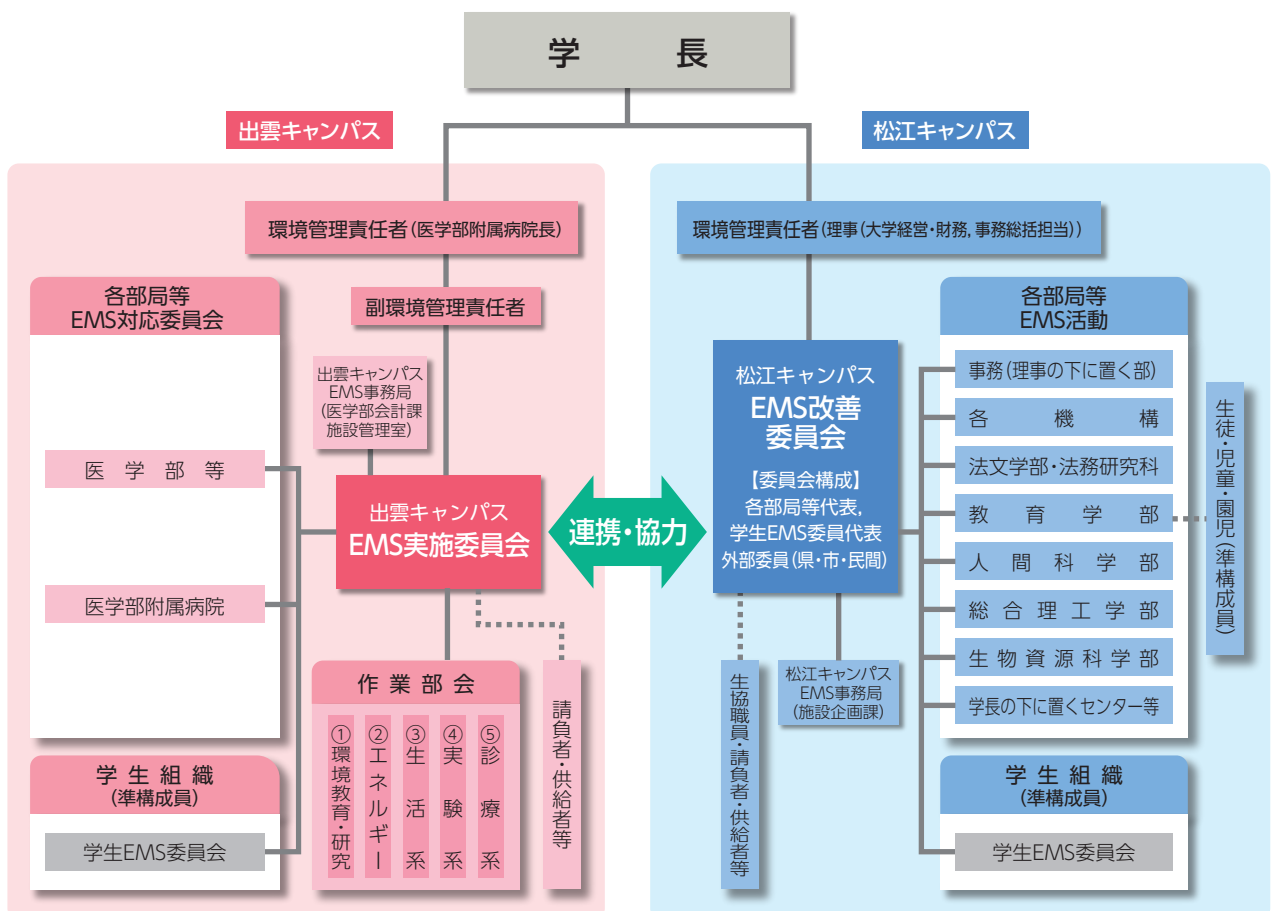 学長
出雲キャンパス
環境管理責任者(医学部附属病院長)
副環境管理責任者
各部局等
EMS対応委員会
医学部等
医学部附属病院
学生組織
(準構成員)
学生EMS委員会
出雲キャンパス
EMS事務局
(医学部会計課
施設管理室)
出雲キャンパス
EMS実施委員会
作業部会
①環境教育・研究
②エネルギー
③生活系
④実験系
⑤診療系
請負者・供給者等
連携・協力
松江キャンパス
環境管理責任者(理事(大学経営・財務,事務総括担当))
松江キャンパス
EMS改善
委員会
【委員会構成】
各部局等代表,
学生EMS委員代表
外部委員(県・市・民間)
生協職員・請負者・供給者等
松江キャンパス
EMS事務局
(施設企画課)
各部局等
EMS活動
事務(理事の下に置く部)
各機構
法文学部・法務研究科
教育学部
人間科学部
総合理工学部
生物資源科学部
学長の下に置くセンター等
生徒・児童・園児(準構成員)
学生組織
(準構成員)
学生EMS委員会